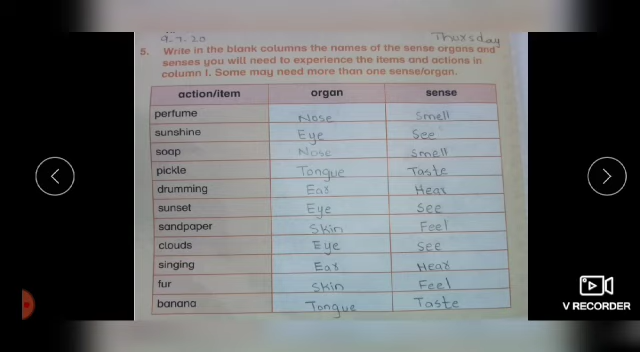 9.7.20 Thursday
5. Write in the blank columns the names of the sense organs and
senses you will need to experience the items and actions in
column I. Some may need more than one sense/organ.
action/item organ sense
perfume Nose Smell
sunshine Eye See
soap Nose Smell
pickle Tongue Taste
drumming Ear Hear
sunset Eye See
sandpaper Skin Feel
clouds Eye See
singing Ear Hear
fur Skin Feel
banana Tongue Taste
V RECORDER